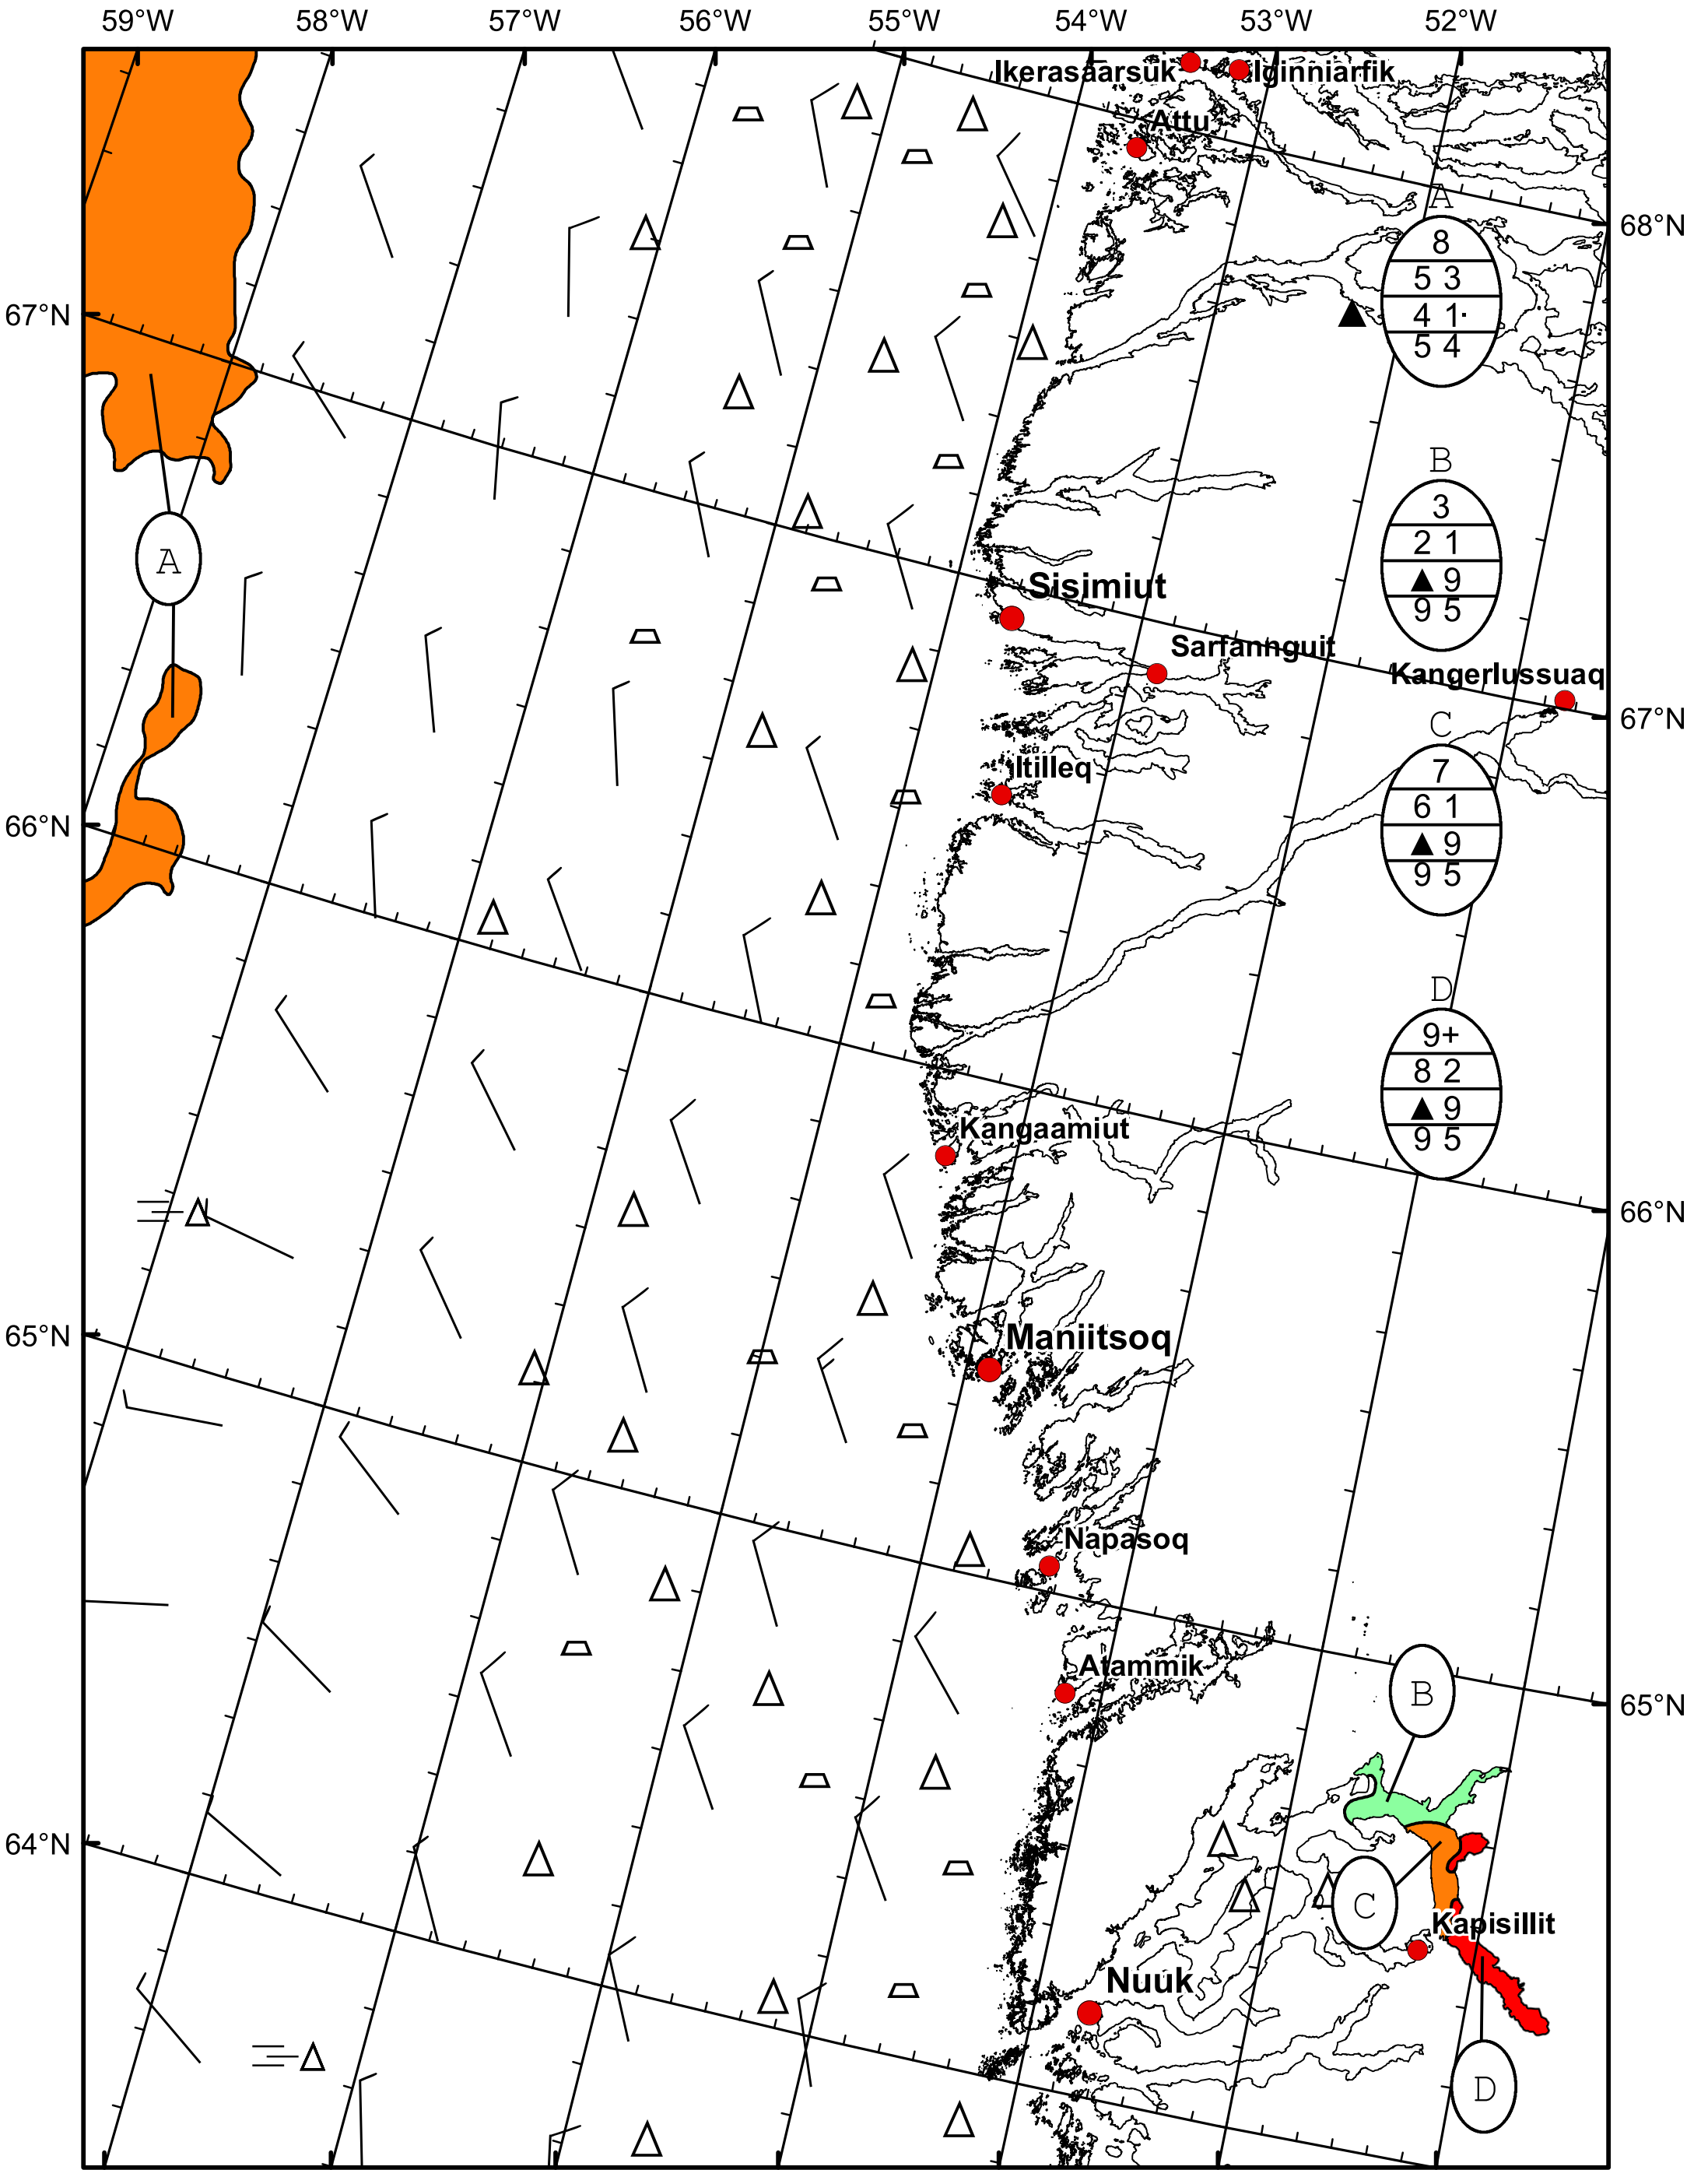 59°W 58°W 57°W 56°W 55°W 54°W 53°W 52°W
Ikerasaarsuk
Iginniarfik
Attu
68°N
A
8
5 3
4 1·
5 4
67°N
B
3
2 1
▲ 9
9 5
A
Sisimiut
Sarfannguit
Kangerlussuaq
67°N
C
7
6 1
▲ 9
9 5
Itilleq
66°N
D
9+
8 2
▲ 9
9 5
Kangaamiut
66°N
65°N
Maniitsoq
Napasoq
Atammik
B
65°N
64°N
C
Kapisillit
Nuuk
D